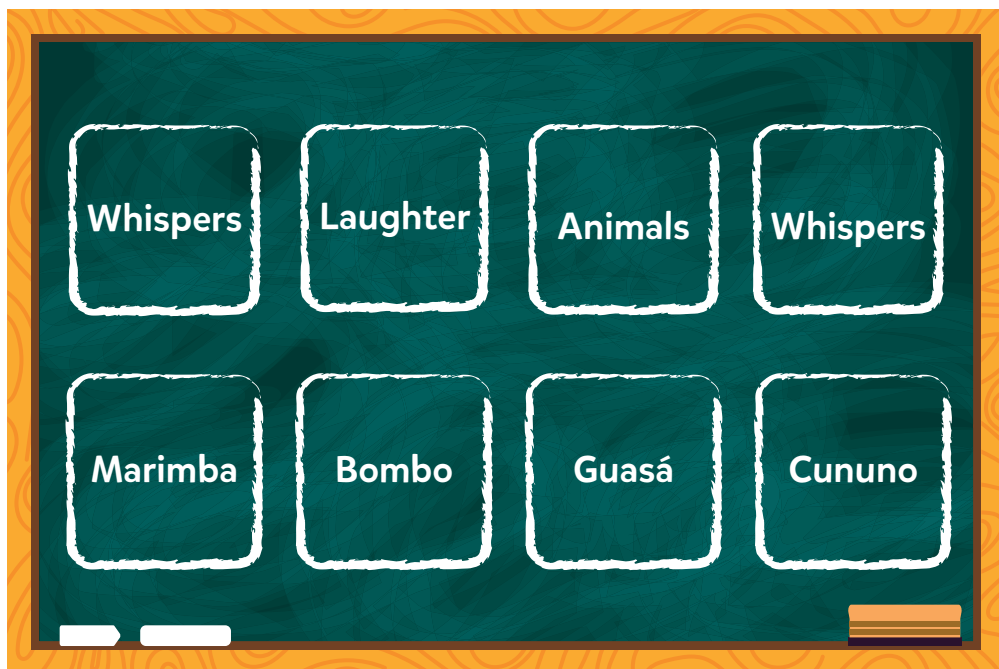 Whispers
Laughter
Animals
Whispers
Marimba
Bombo
Guasá
Cununo